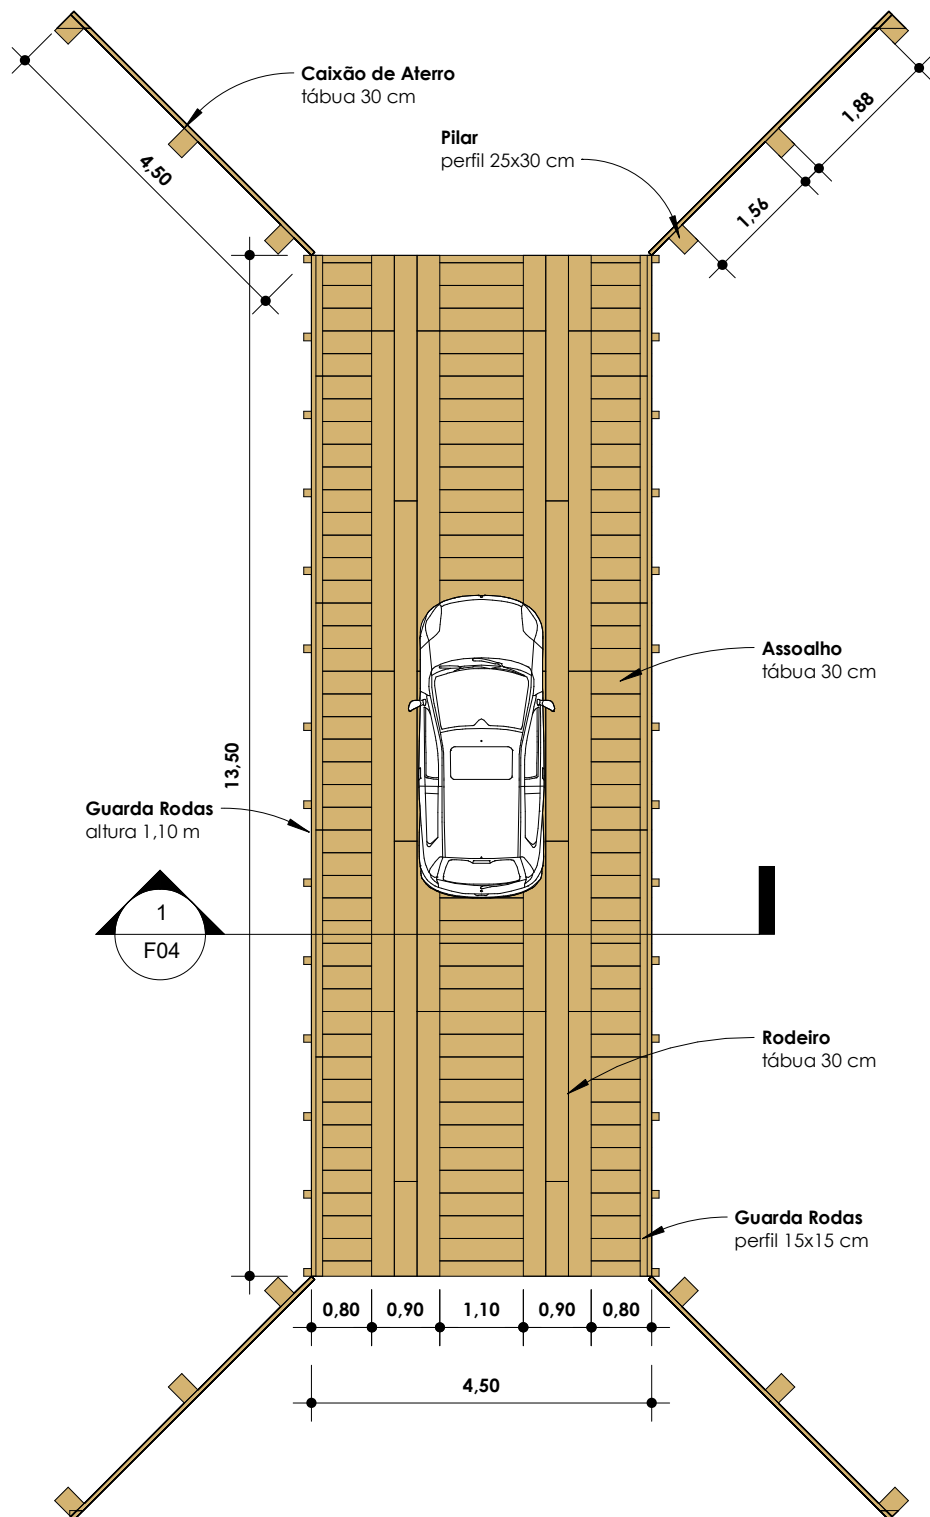 Caixão de Aterro
tábua 30 cm
Pilar
perfil 25x30 cm
1,88
4,50
1,56
Assoalho
tábua 30 cm
13,50
Guarda Rodas
altura 1,10 m
1
F04
Rodeiro
tábua 30 cm
Guarda Rodas
perfil 15x15 cm
0,80 0,90 1,10 0,90 0,80
4,50